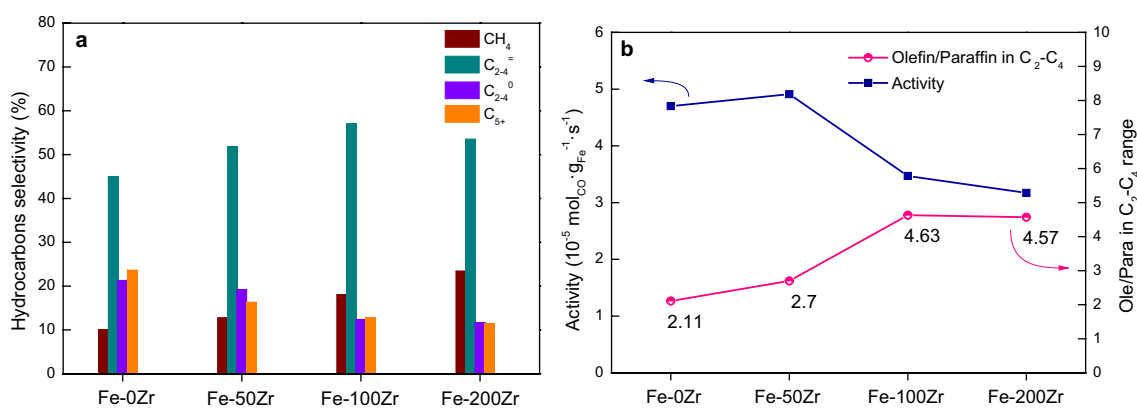 a
CH₄
C₂₋₄⁼
C₂₋₄⁰
C₅₊
Hydrocarbons selectivity (%)
80
70
60
50
40
30
20
10
0
Fe-0Zr Fe-50Zr Fe-100Zr Fe-200Zr
b
Olefin/Paraffin in C₂-C₄
Activity
Activity (10⁻⁵ mol_CO·g_Fe⁻¹·s⁻¹)
6
5
4
3
2
1
0
2.11
2.7
4.63
4.57
10
9
8
7
6
5
4
3
2
1
0
Ole/Para in C₂-C₄ range
Fe-0Zr Fe-50Zr Fe-100Zr Fe-200Zr